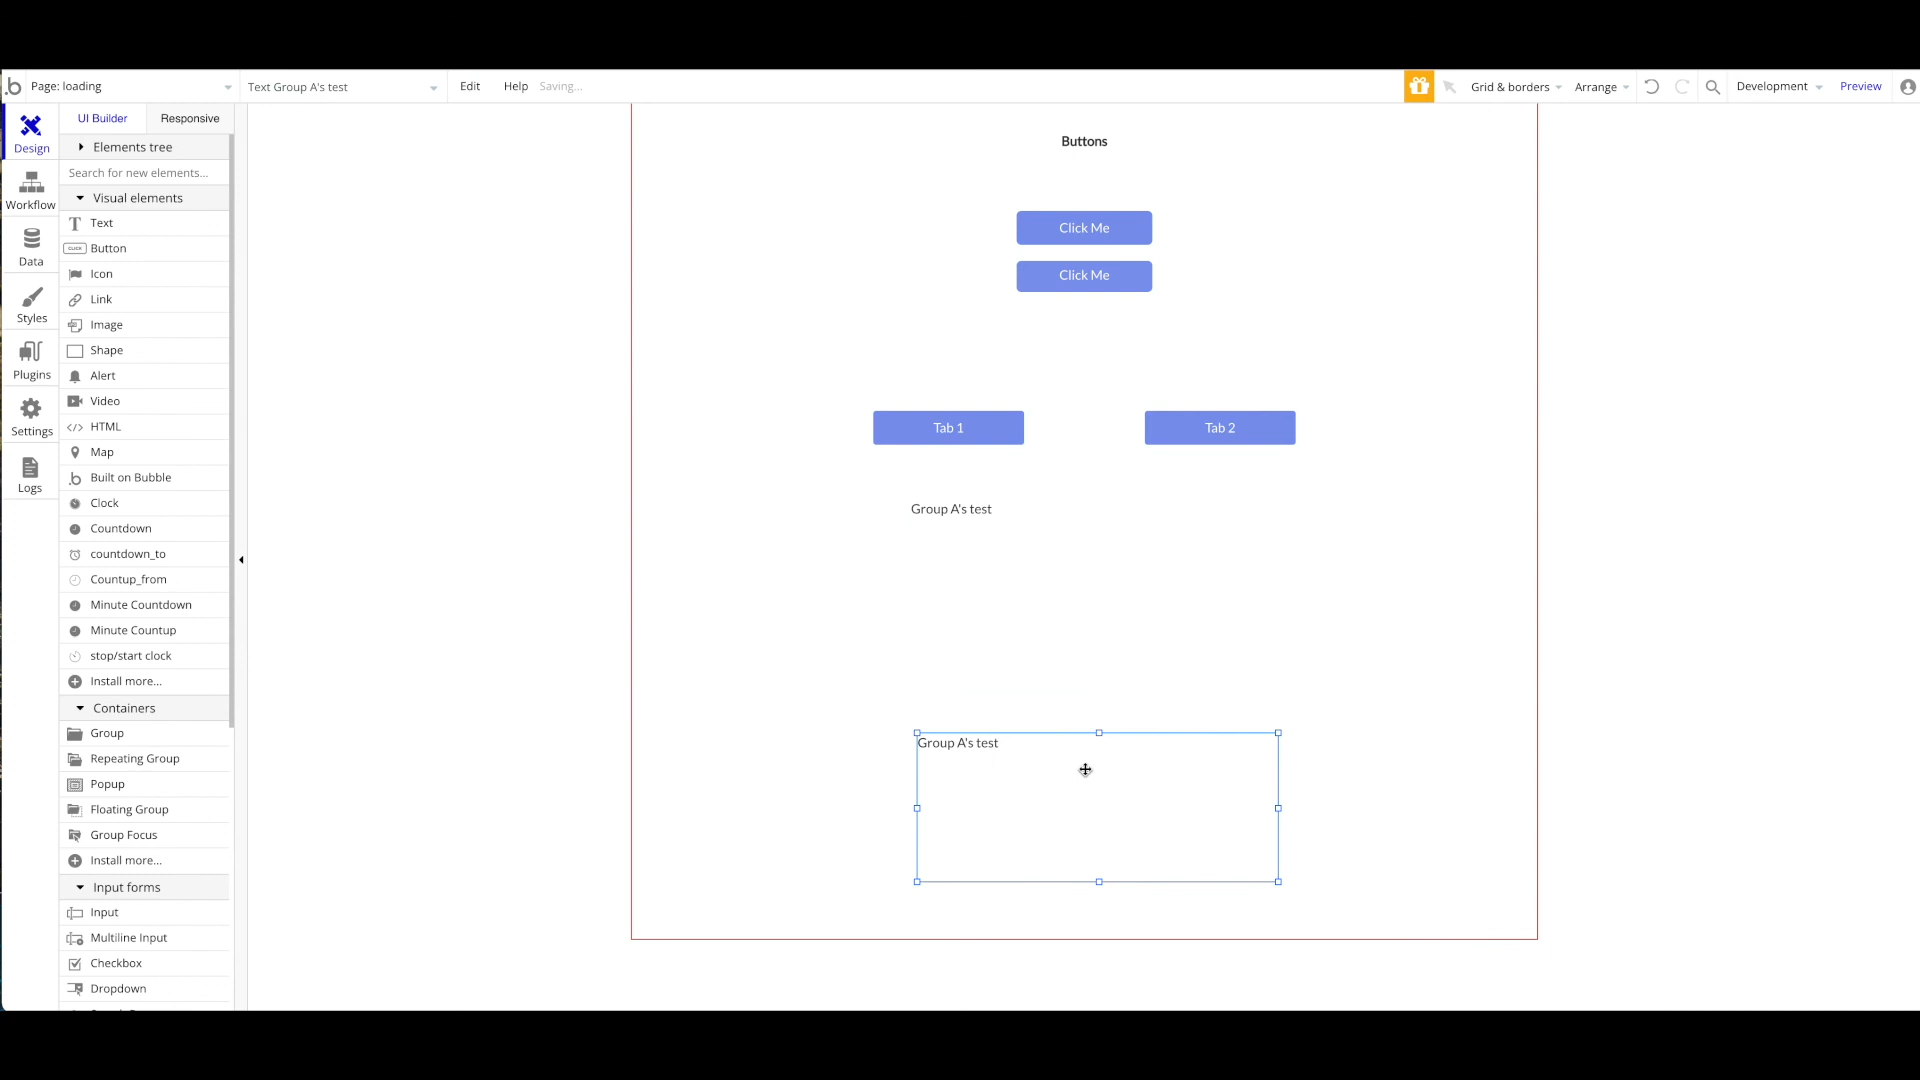 Page: loading
Text Group A's test
Edit
Help
Saving...
Grid & borders
Arrange
Development
Preview
Design
Workflow
Data
Styles
Plugins
Settings
Logs
UI Builder
Responsive
Elements tree
Search for new elements...
Visual elements
Text
CLICK
Button
Icon
Link
Image
Shape
Alert
Video
HTML
Map
Built on Bubble
Clock
Countdown
countdown_to
Countup_from
Minute Countdown
Minute Countup
stop/start clock
Install more...
Containers
Group
Repeating Group
Popup
Floating Group
Group Focus
Install more...
Input forms
Input
Multiline Input
Checkbox
Dropdown
Buttons
Click Me
Click Me
Tab 1
Tab 2
Group A's test
Group A's test